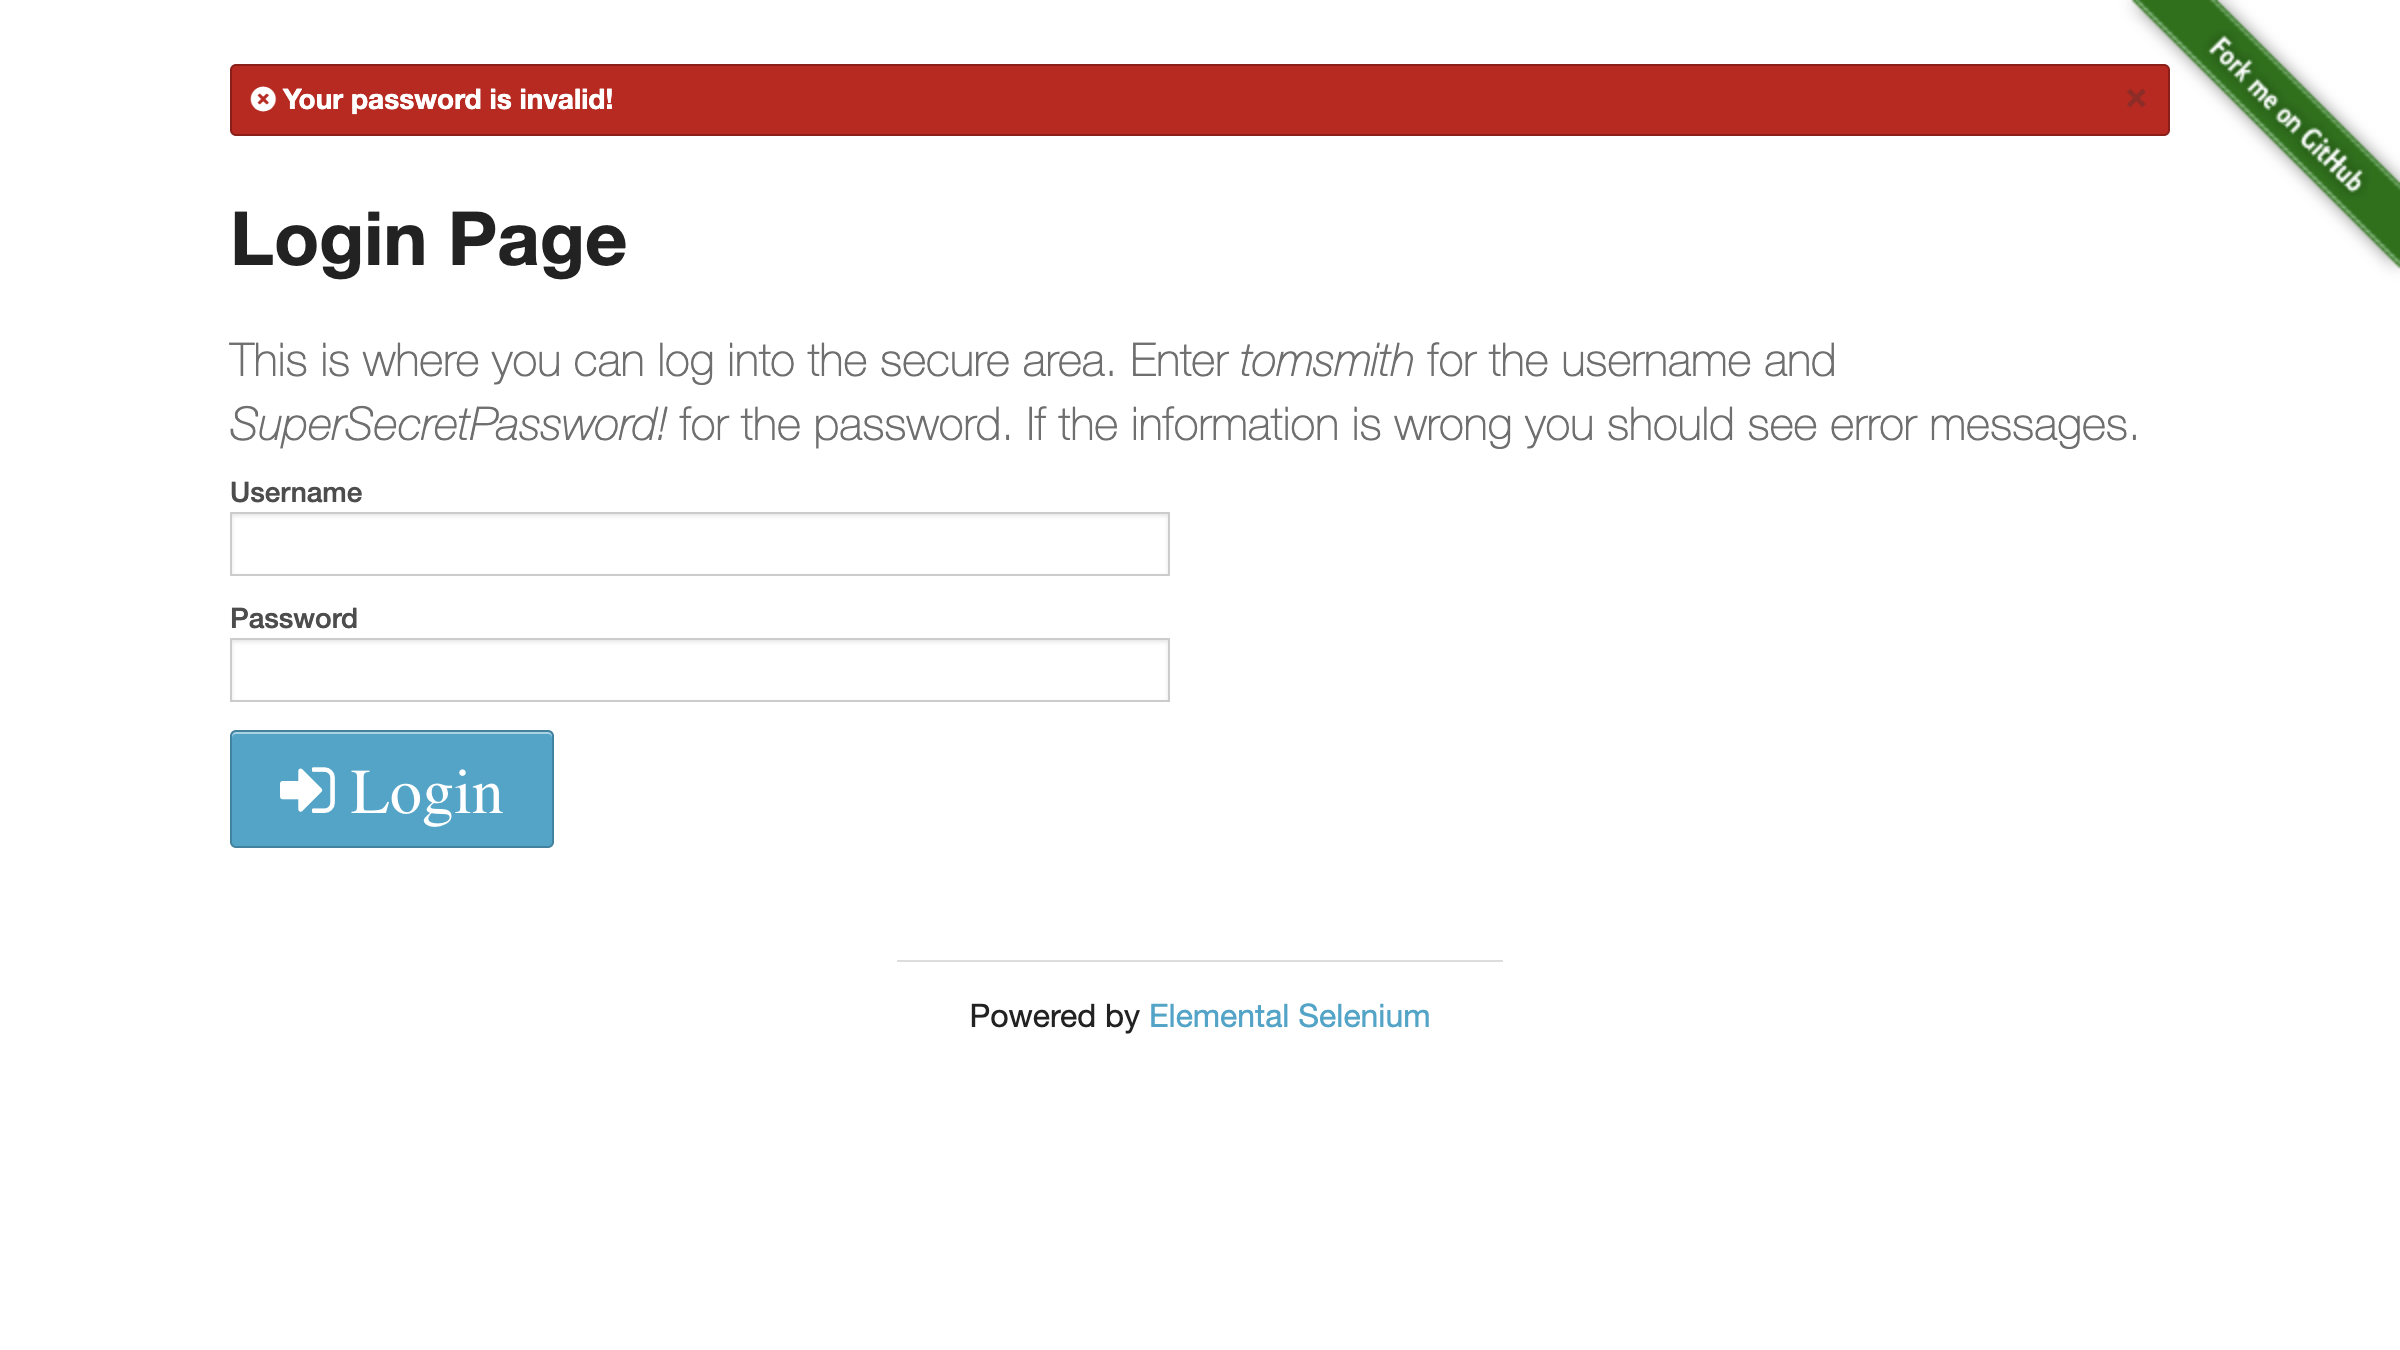 Your password is invalid!
×
Fork me on GitHub
Login Page
This is where you can log into the secure area. Enter tomsmith for the username and
SuperSecretPassword! for the password. If the information is wrong you should see error messages.
Username
Password
Login
Powered by Elemental Selenium